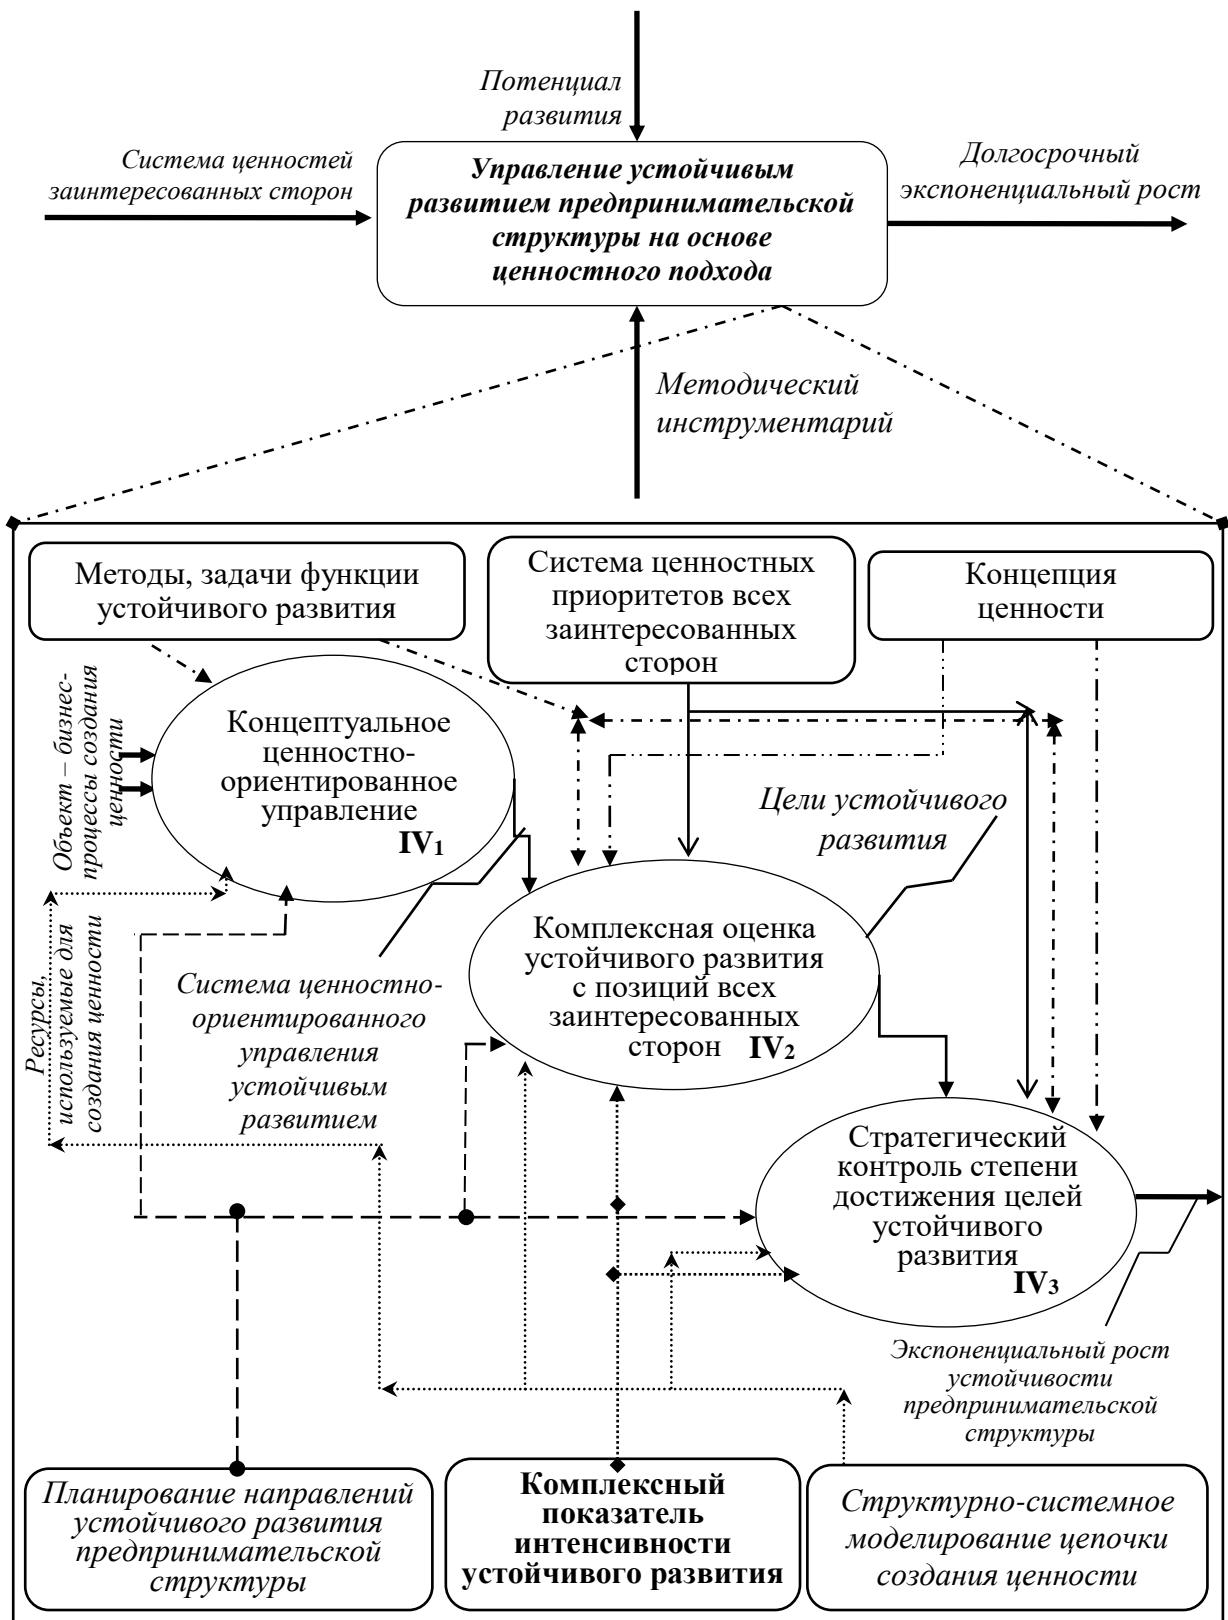 Потенциал
развития
Система ценностей
заинтересованных сторон
Управление устойчивым
развитием предпринимательской
структуры на основе
ценностного подхода
Долгосрочный
экспоненциальный рост
Методический
инструментарий
Методы, задачи функции
устойчивого развития
Система ценностных
приоритетов всех
заинтересованных
сторон
Концепция
ценности
Объект – бизнес-
процессы создания
ценности
Концептуальное
ценностно-
ориентированное
управление
IV1
Цели устойчивого
развития
Ресурсы,
используемые для
создания ценности
Система ценностно-
ориентированного
управления
устойчивым
развитием
Комплексная оценка
устойчивого развития
с позиций всех
заинтересованных
сторон IV2
Стратегический
контроль степени
достижения целей
устойчивого
развития
IV3
Экспоненциальный рост
устойчивости
предпринимательской
структуры
Планирование направлений
устойчивого развития
предпринимательской
структуры
Комплексный
показатель
интенсивности
устойчивого развития
Структурно-системное
моделирование цепочки
создания ценности